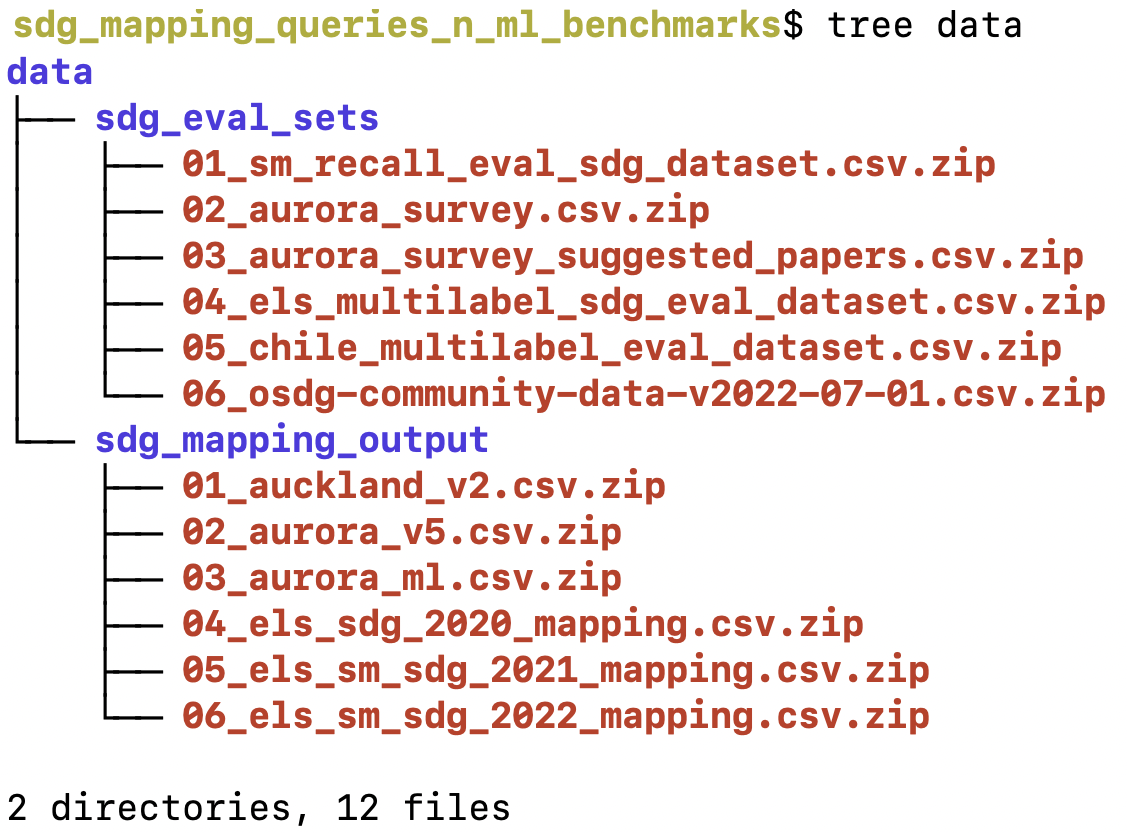 sdg_mapping_queries_n_ml_benchmarks$ tree data
data
├── sdg_eval_sets
│   ├── 01_sm_recall_eval_sdg_dataset.csv.zip
│   ├── 02_aurora_survey.csv.zip
│   ├── 03_aurora_survey_suggested_papers.csv.zip
│   ├── 04_els_multilabel_sdg_eval_dataset.csv.zip
│   ├── 05_chile_multilabel_eval_dataset.csv.zip
│   └── 06_osdg-community-data-v2022-07-01.csv.zip
└── sdg_mapping_output
    ├── 01_auckland_v2.csv.zip
    ├── 02_aurora_v5.csv.zip
    ├── 03_aurora_ml.csv.zip
    ├── 04_els_sdg_2020_mapping.csv.zip
    ├── 05_els_sm_sdg_2021_mapping.csv.zip
    └── 06_els_sm_sdg_2022_mapping.csv.zip

2 directories, 12 files